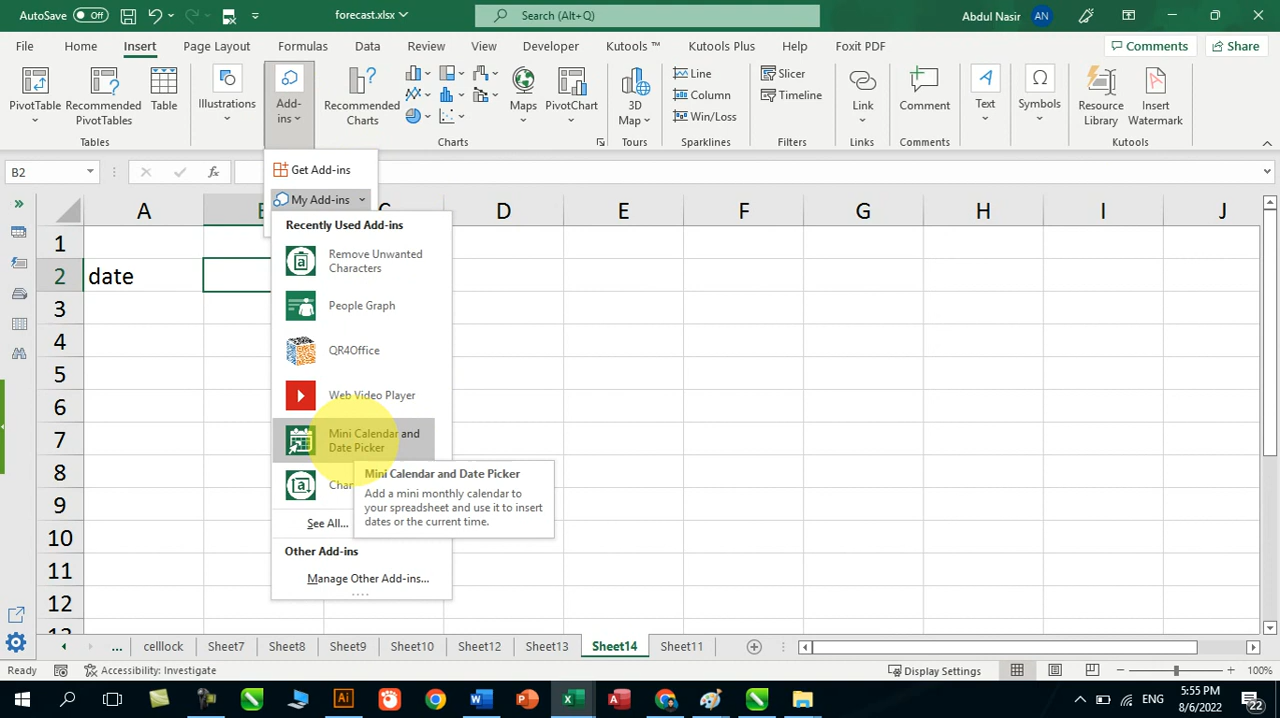 AutoSave Off forecast.xlsx Search (Alt+Q) Abdul Nasir AN
File Home Insert Page Layout Formulas Data Review View Developer Kutools ™ Kutools Plus Help Foxit PDF Comments Share
PivotTable Recommended PivotTables Table Illustrations Add-ins Recommended Charts Maps PivotChart 3D Map Line Column Win/Loss Slicer Timeline Link Comment Text Symbols Resource Library Insert Watermark
Tables Charts Tours Sparklines Filters Links Comments Kutools
B2 fx
Get Add-ins
My Add-ins
A D E F G H I J
Recently Used Add-ins
Remove Unwanted
Characters
People Graph
QR4Office
Web Video Player
Mini Calendar and
Date Picker
Mini Calendar and Date Picker
Add a mini monthly calendar to
your spreadsheet and use it to insert
dates or the current time.
See All...
Other Add-ins
Manage Other Add-ins...
1
2 date
3
4
5
6
7
8
9
10
11
12
... celllock Sheet7 Sheet8 Sheet9 Sheet10 Sheet12 Sheet13 Sheet14 Sheet11
Ready Accessibility: Investigate Display Settings 100%
ENG 5:55 PM
8/6/2022 22